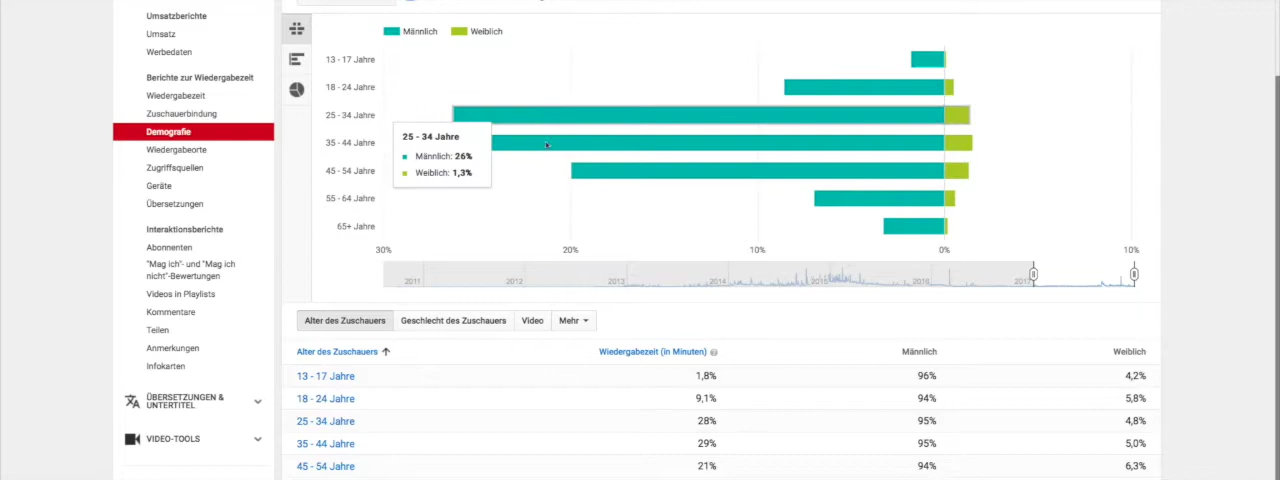 Umsatzberichte
Umsatz
Werbedaten
Berichte zur Wiedergabezeit
Wiedergabezeit
Zuschauerbindung
Demografie
Wiedergabeorte
Zugriffsquellen
Geräte
Übersetzungen
Interaktionsberichte
Abonnenten
"Mag ich"- und "Mag ich
nicht"-Bewertungen
Videos in Playlists
Kommentare
Teilen
Anmerkungen
Infokarten
ÜBERSETZUNGEN &
UNTERTITEL
VIDEO-TOOLS
Männlich Weiblich
13 - 17 Jahre
18 - 24 Jahre
25 - 34 Jahre
35 - 44 Jahre
45 - 54 Jahre
55 - 64 Jahre
65+ Jahre
25 - 34 Jahre
Männlich: 26%
Weiblich: 1,3%
30% 20% 10% 0% 10%
2011 2012 2013 2014 2015 2016 2017
Alter des Zuschauers Geschlecht des Zuschauers Video Mehr
Alter des Zuschauers Wiedergabezeit (in Minuten) Männlich Weiblich
13 - 17 Jahre 1,8% 96% 4,2%
18 - 24 Jahre 9,1% 94% 5,8%
25 - 34 Jahre 28% 95% 4,8%
35 - 44 Jahre 29% 95% 5,0%
45 - 54 Jahre 21% 94% 6,3%